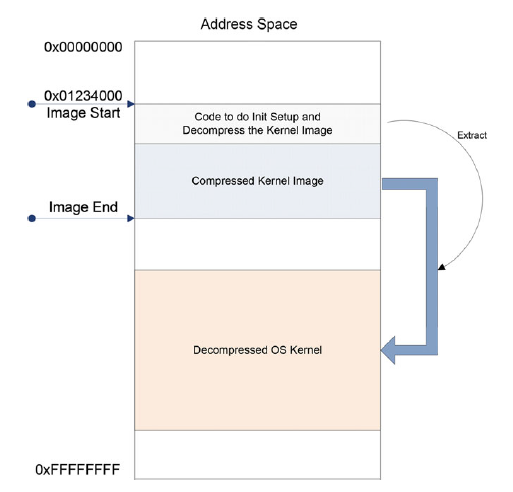 Address Space
0x00000000
0x01234000
Image Start
Code to do Init Setup and
Decompress the Kernel Image
Extract
Compressed Kernel Image
Image End
Decompressed OS Kernel
0xFFFFFFFF